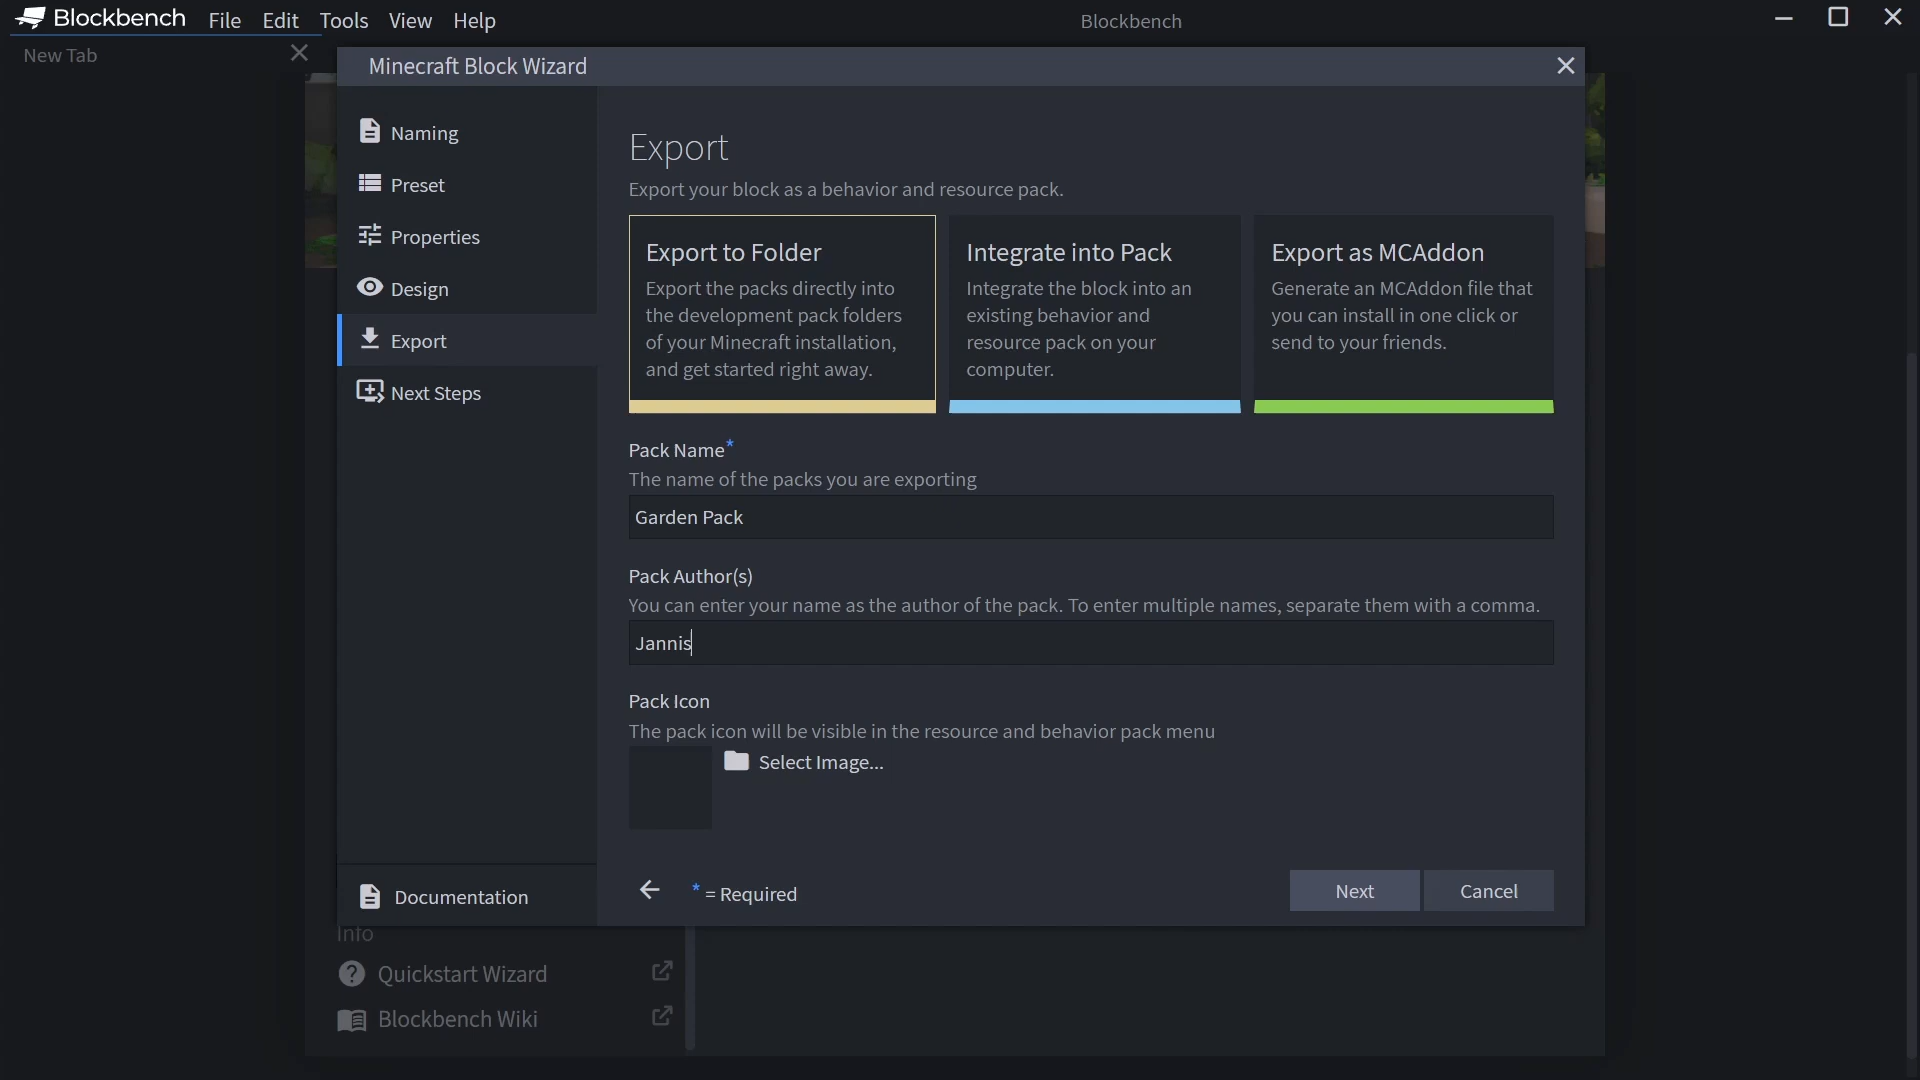 Blockbench File Edit Tools View Help Blockbench
New Tab
Minecraft Block Wizard
Naming
Preset
Properties
Design
Export
Next Steps
Documentation
Export
Export your block as a behavior and resource pack.
Export to Folder
Export the packs directly into
the development pack folders
of your Minecraft installation,
and get started right away.
Integrate into Pack
Integrate the block into an
existing behavior and
resource pack on your
computer.
Export as MCAddon
Generate an MCAddon file that
you can install in one click or
send to your friends.
Pack Name*
The name of the packs you are exporting
Garden Pack
Pack Author(s)
You can enter your name as the author of the pack. To enter multiple names, separate them with a comma.
Jannis
Pack Icon
The pack icon will be visible in the resource and behavior pack menu
Select Image...
* = Required
Next
Cancel
Info
Quickstart Wizard
Blockbench Wiki